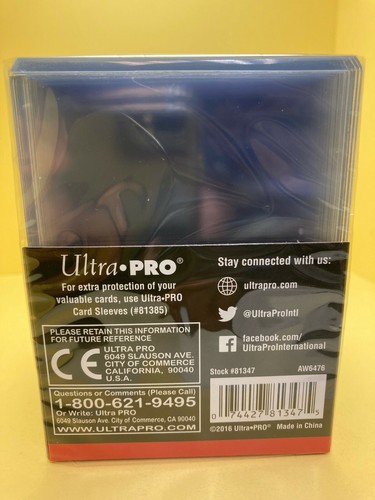 Ultra•PRO®
For extra protection of your
valuable cards, use Ultra•PRO
Card Sleeves (#81385)
PLEASE RETAIN THIS INFORMATION
FOR FUTURE REFERENCE
CE
ULTRA PRO
6049 SLAUSON AVE.
CITY OF COMMERCE
CALIFORNIA, 90040
U.S.A.
Questions or Comments (Please Call)
1-800-621-9495
Or Write: Ultra PRO
6049 Slauson Ave. City of Commerce, CA 90040
WWW.ULTRAPRO.COM
Stay connected with us:
ultrapro.com
@UltraProIntl
facebook.com/
UltraProInternational
Stock #81347 AW6476
0 74427 81347 5
©2016 Ultra•PRO® Made in China